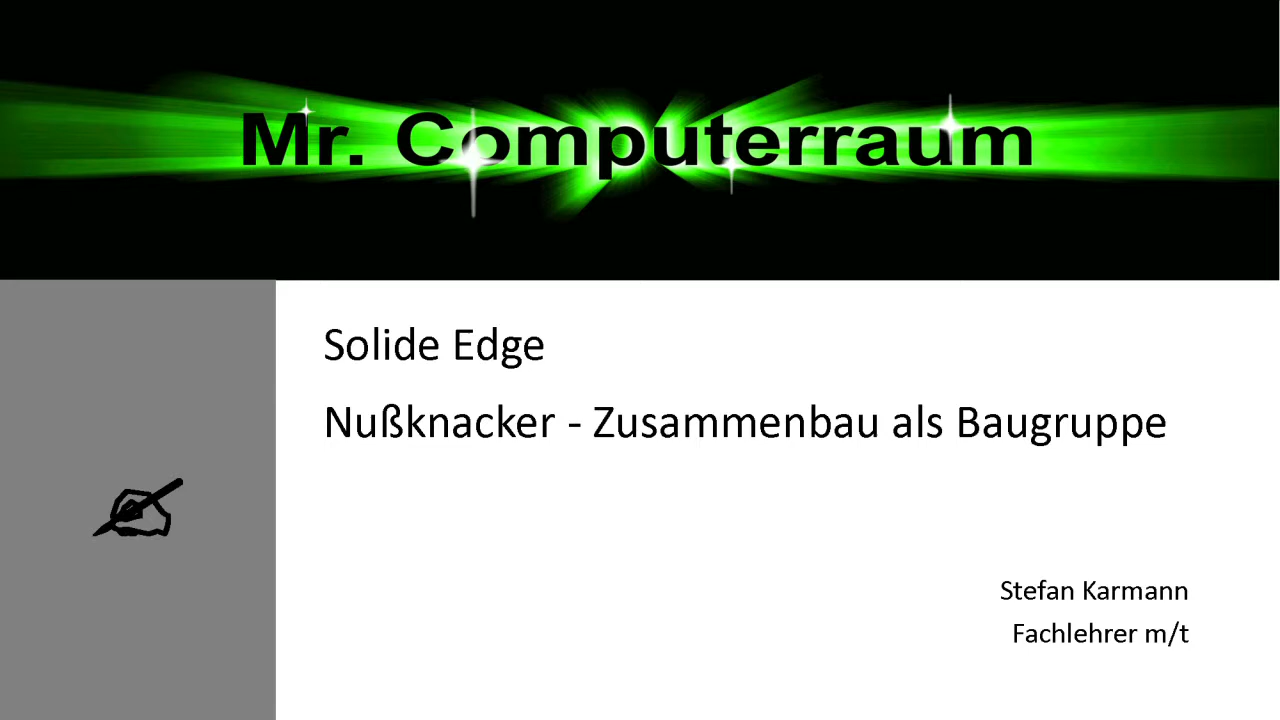 Mr. Computerraum
Solide Edge
Nußknacker - Zusammenbau als Baugruppe
Stefan Karmann
Fachlehrer m/t